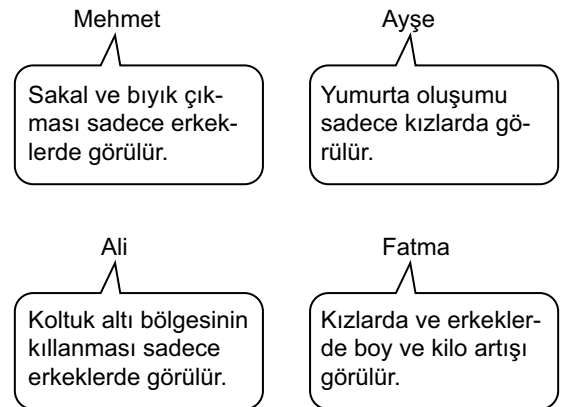 Mehmet
Sakal ve bıyık çık-
ması sadece erkek-
lerde görülür.
Ayşe
Yumurta oluşumu
sadece kızlarda gö-
rülür.
Ali
Koltuk altı bölgesinin
kıllanması sadece
erkeklerde görülür.
Fatma
Kızlarda ve erkekler-
de boy ve kilo artışı
görülür.